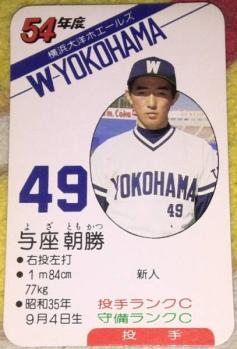 54年度
横浜大洋ホエールズ
W-YOKOHAMA
W
YOKOHAMA
49
49
よざ ともかつ
与座 朝勝
●右投左打
●1m84cm 新人
77kg
●昭和35年 投手ランクC
9月4日生 守備ランクC
投手